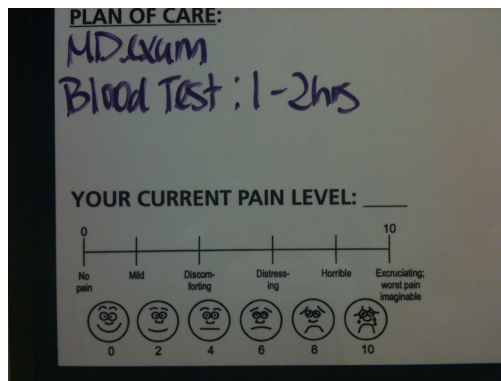 PLAN OF CARE:
MD exam
Blood Test: 1-2hrs
YOUR CURRENT PAIN LEVEL: ____
0 10
No pain
Mild
Discom-
forting
Distress-
ing
Horrible
Excruciating;
worst pain
imaginable
0 2 4 6 8 10